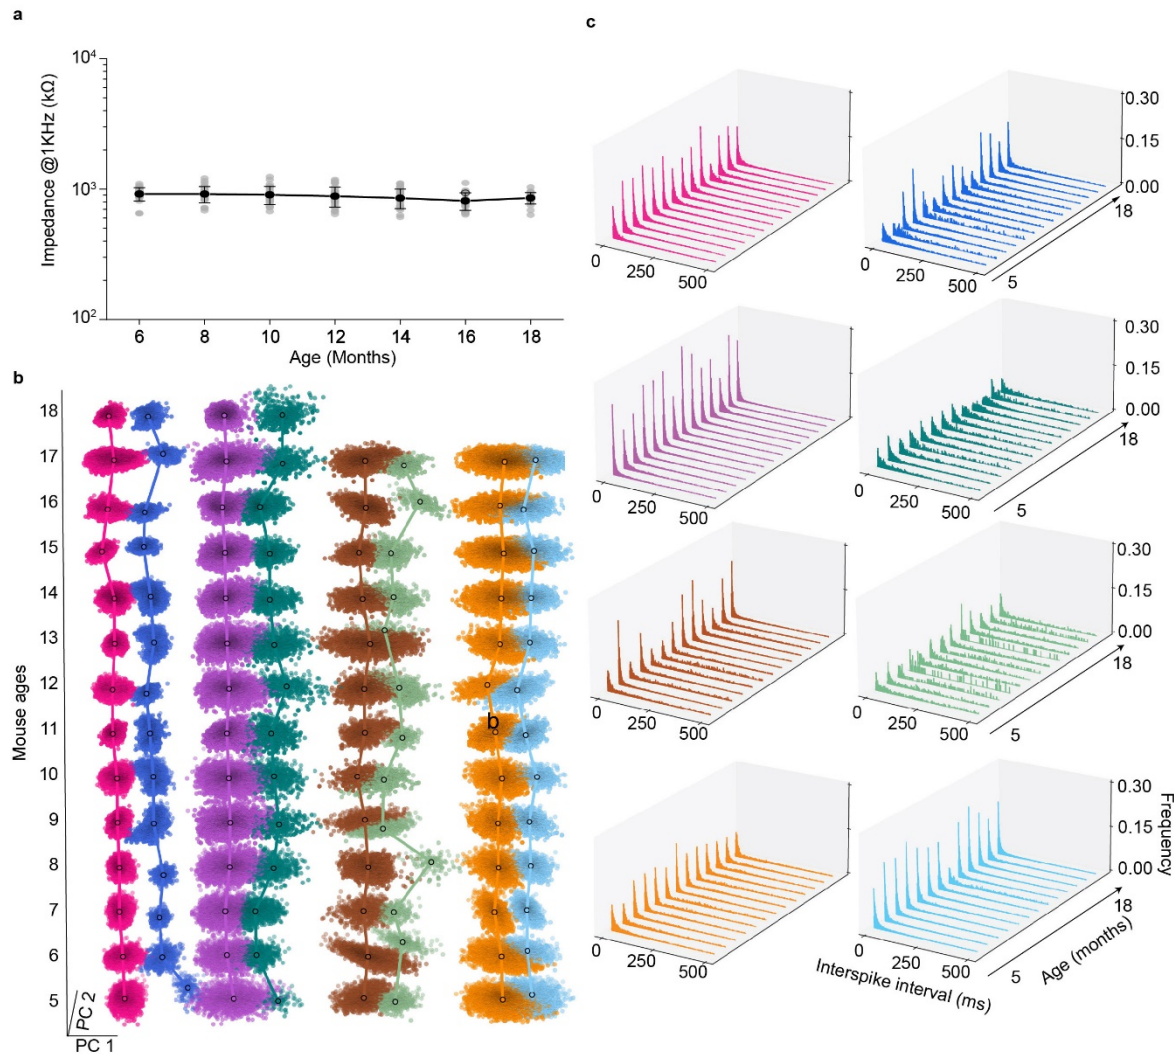 a
10⁴
10³
10²
Impedance @1KHz (kΩ)
6 8 10 12 14 16 18
Age (Months)
b
18
17
16
15
14
13
12
11
10
9
8
7
6
5
Mouse ages
b
PC 2
PC 1
c
0.30
0.15
0.00
18
0 250 500
0 250 500
5
0.30
0.15
0.00
18
0 250 500
0 250 500
5
0.30
0.15
0.00
18
0 250 500
0 250 500
5
0.30
0.15
0.00
Frequency
18
0 250 500
0 250 500
5
Age (months)
Interspike interval (ms)